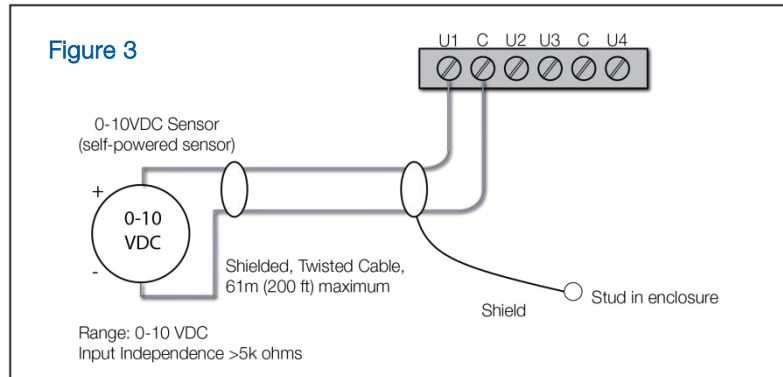 Figure 3
U1 C U2 U3 C U4
0-10VDC Sensor
(self-powered sensor)
+
0-10
VDC
-
Shielded, Twisted Cable,
61m (200 ft) maximum
Shield
Stud in enclosure
Range: 0-10 VDC
Input Independence >5k ohms